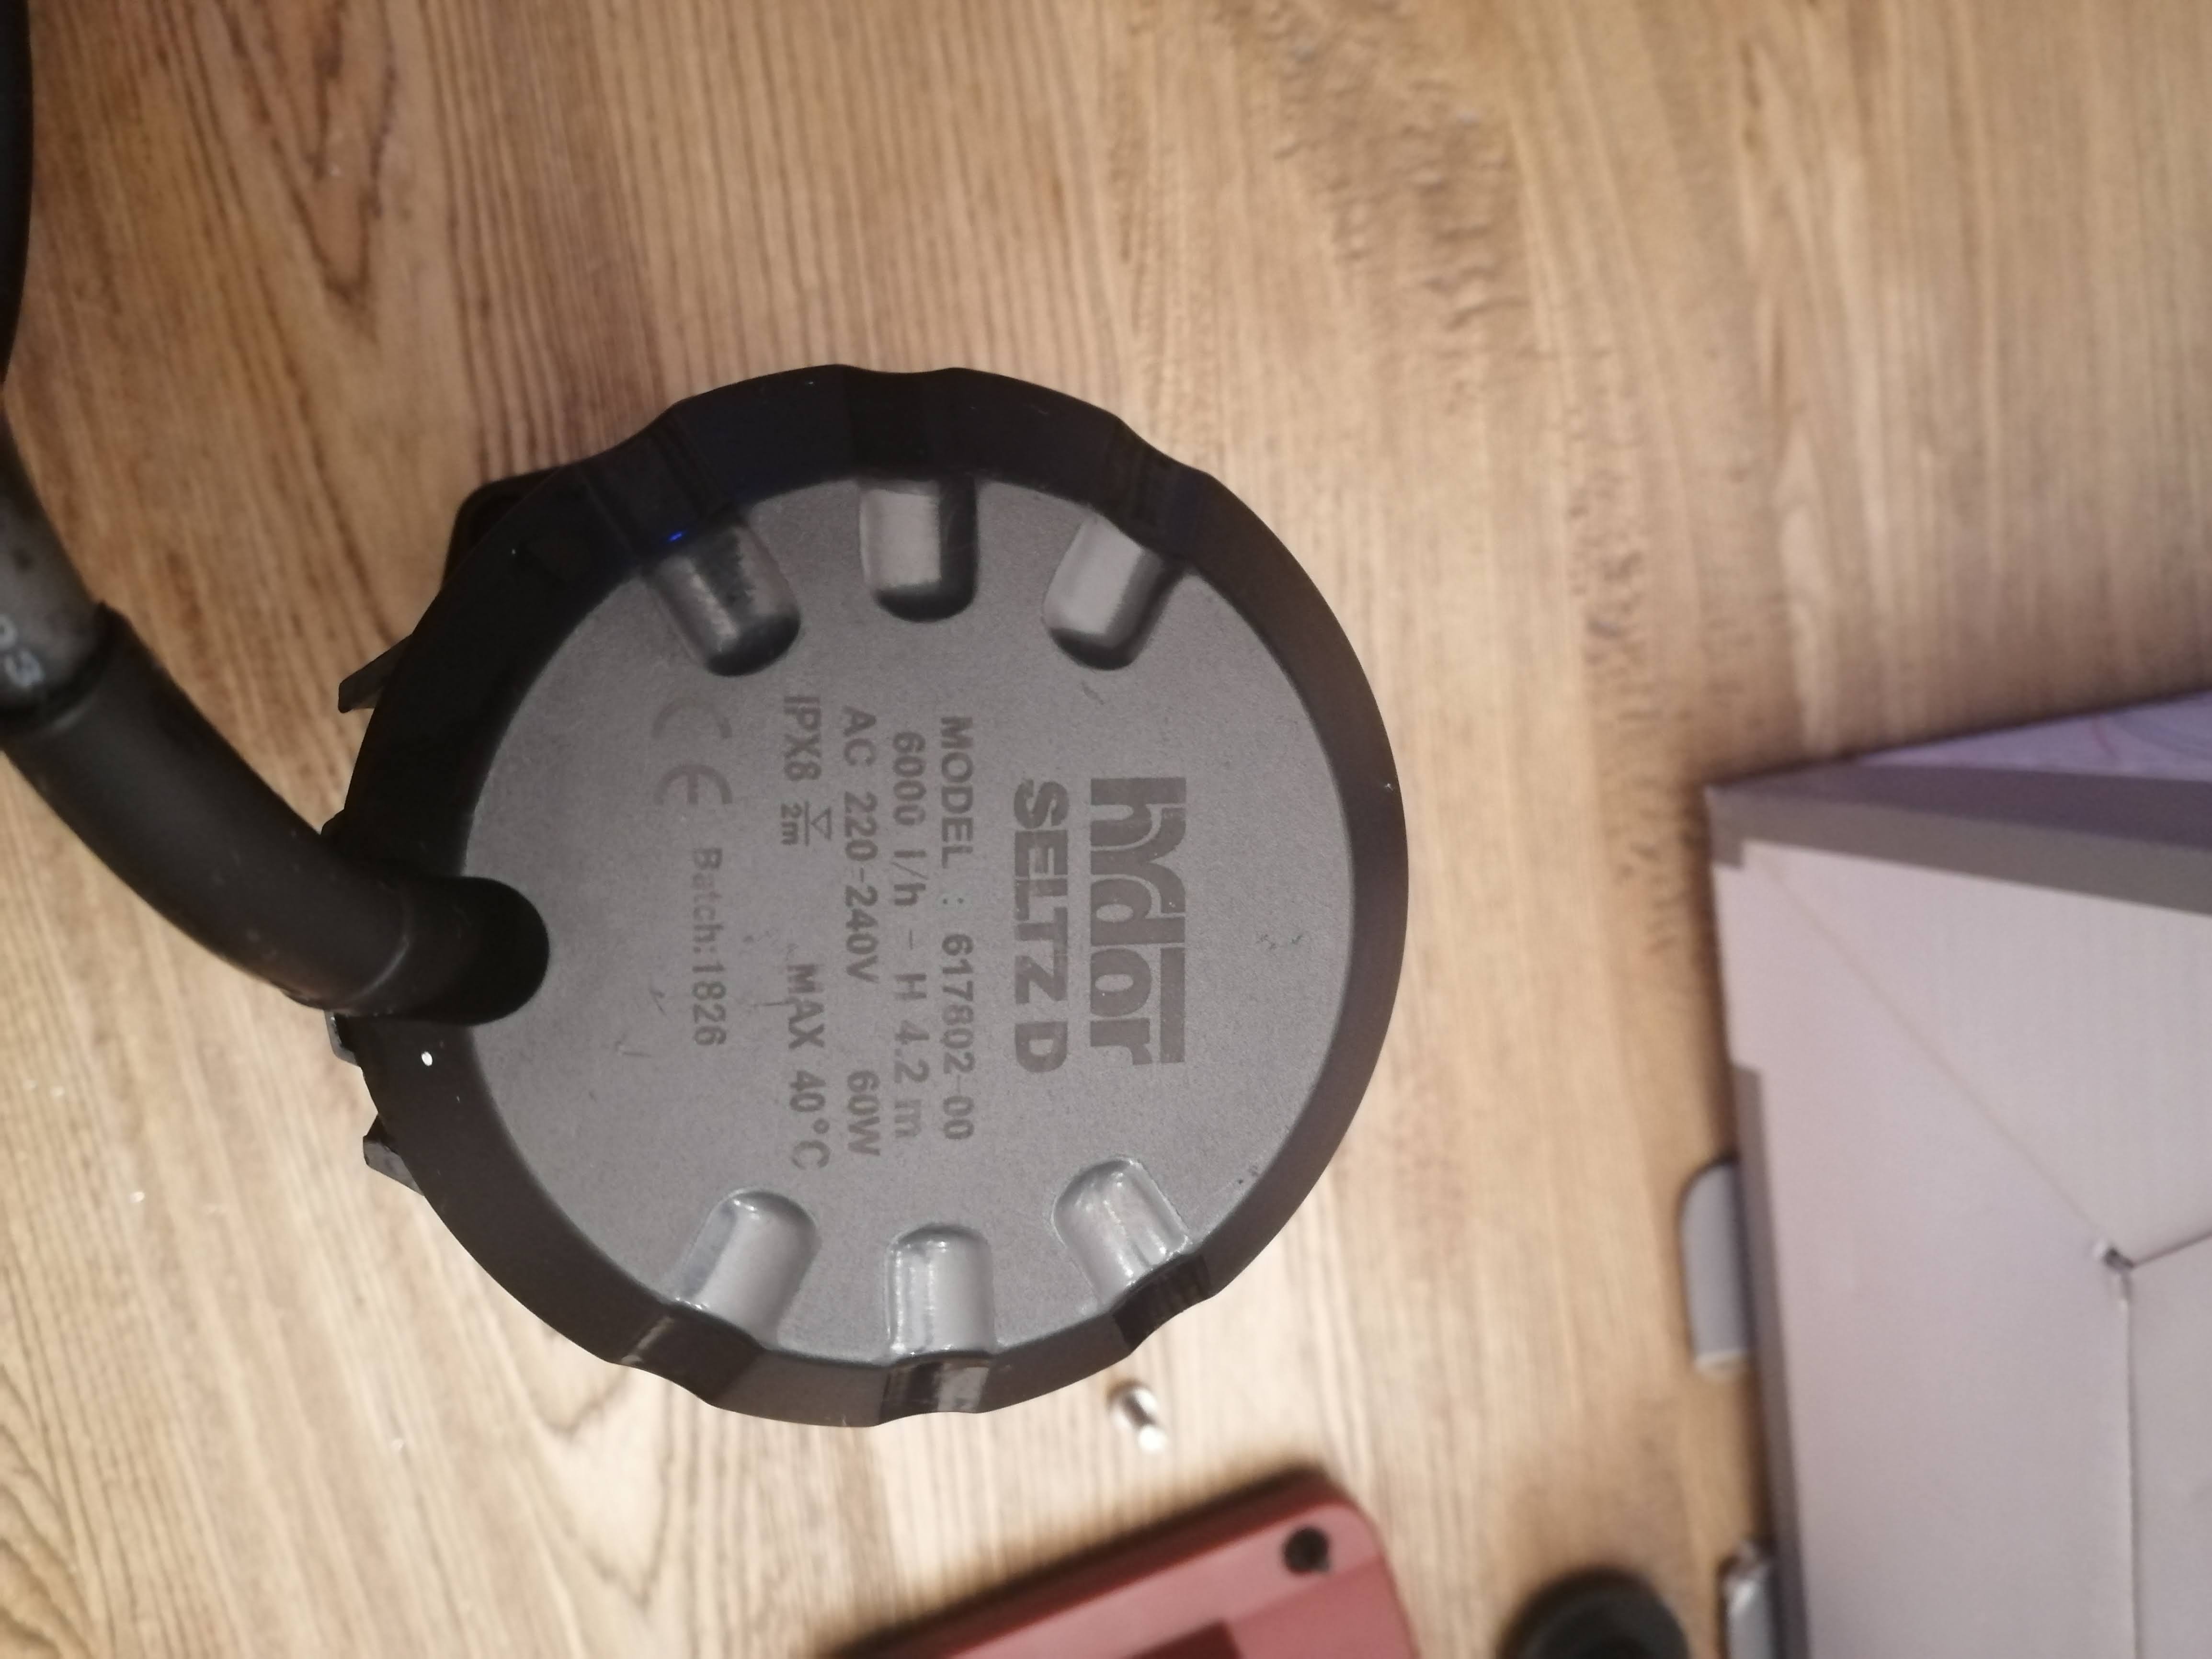 hydor
SELTZ D
MODEL : 617802-00
6000 l/h - H 4.2 m
AC 220-240V 60W
IPX8 2m MAX 40°C
CE Batch:1826